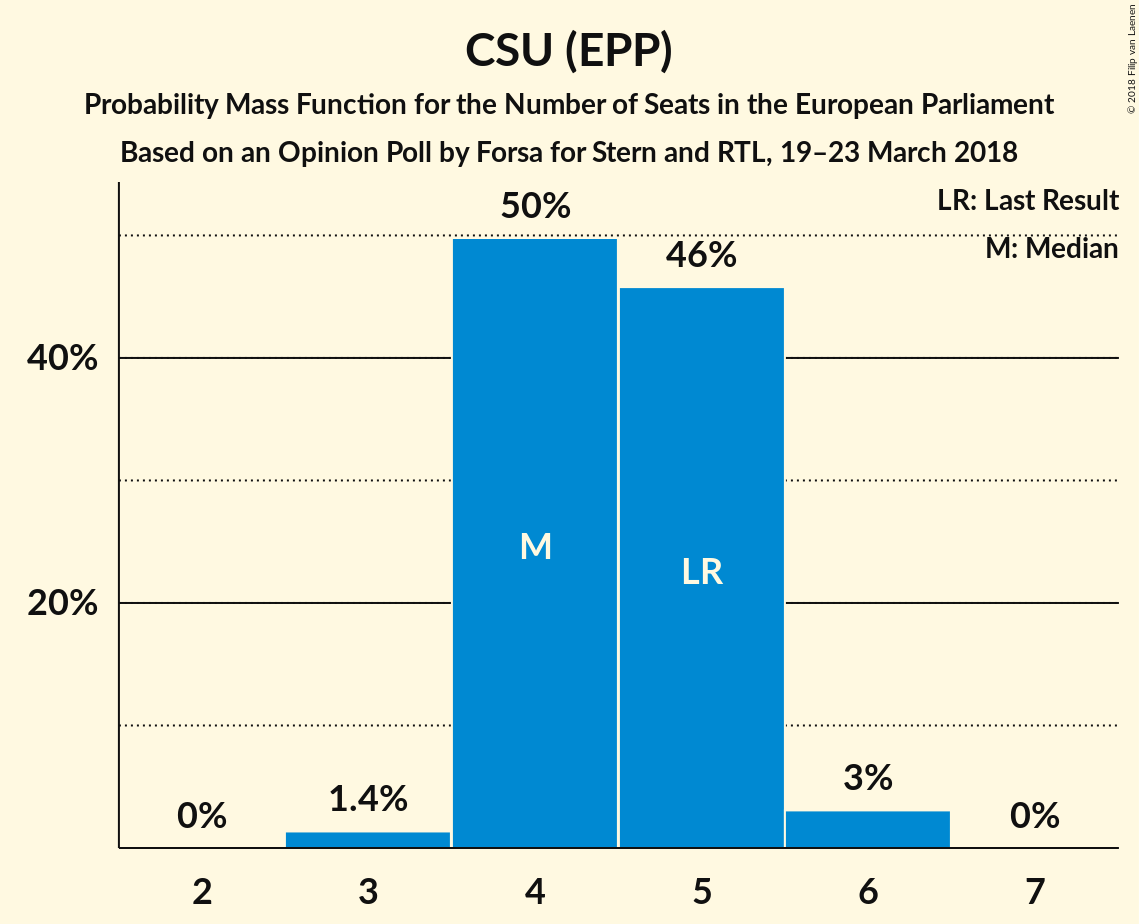 CSU (EPP)
Probability Mass Function for the Number of Seats in the European Parliament
Based on an Opinion Poll by Forsa for Stern and RTL, 19–23 March 2018
© 2018 Filip van Laenen
LR: Last Result
M: Median
50%
46%
40%
M
LR
20%
3%
1.4%
0%
0%
2 3 4 5 6 7